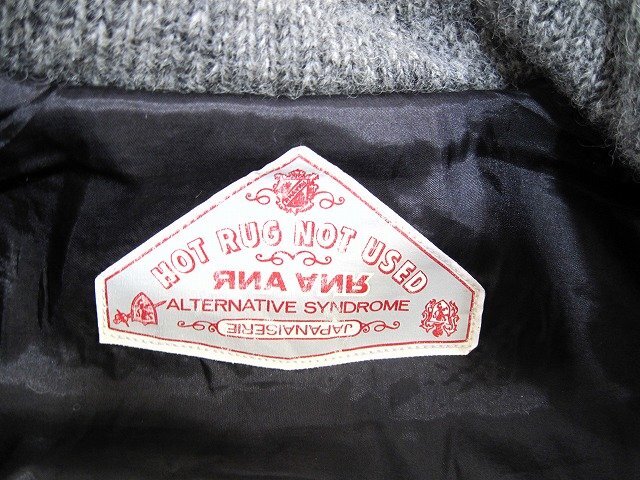 HOT RUG NOT USED
ЯNA ANR
ALTERNATIVE SYNDROME
JAPANAISERIE